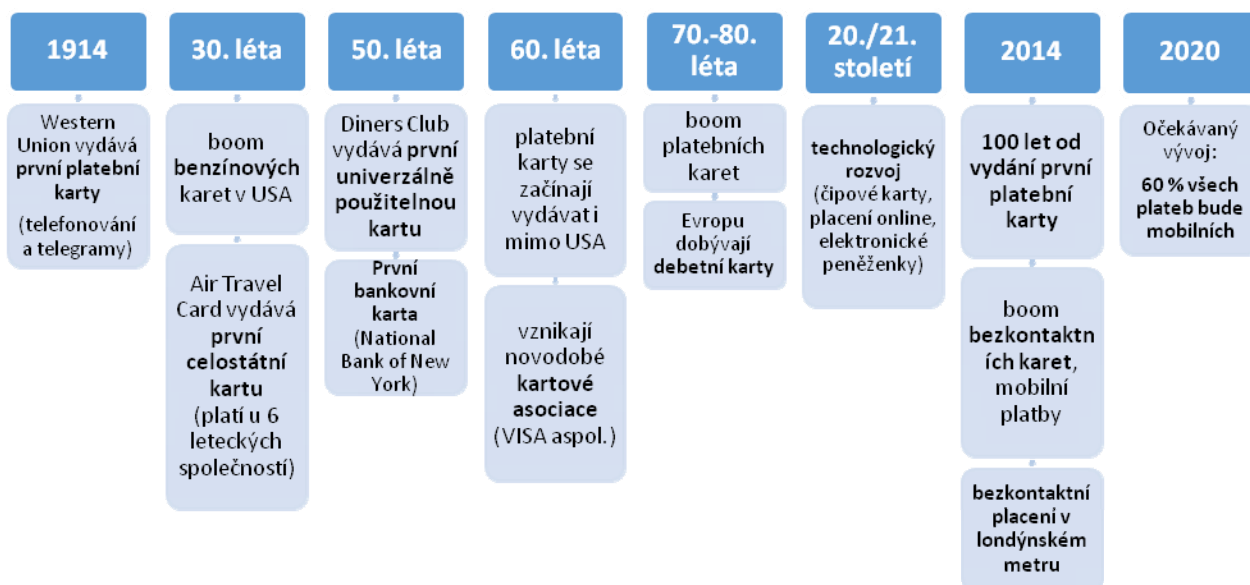 1914
Western
Union vydává
první platební
karty
(telefonování
a telegramy)
30. léta
boom
benzínových
karet v USA
Air Travel
Card vydává
první
celostátní
kartu
(platí u 6
leteckých
společností)
50. léta
Diners Club
vydává první
univerzálně
použitelnou
kartu
První
bankovní
karta
(National
Bank of New
York)
60. léta
platební
karty se
začínají
vydávat i
mimo USA
vznikají
novodobé
kartové
asociace
(VISA aspol.)
70.-80.
léta
boom
platebních
karet
Evropu
dobývají
debetní karty
20./21.
století
technologický
rozvoj
(čipové karty,
placení online,
elektronické
peněženky)
2014
100 let od
vydání první
platební
karty
boom
bezkontaktn
ích karet,
mobilní
platby
bezkontaktní
placení v
londýnském
metru
2020
Očekávaný
vývoj:
60 % všech
plateb bude
mobilních